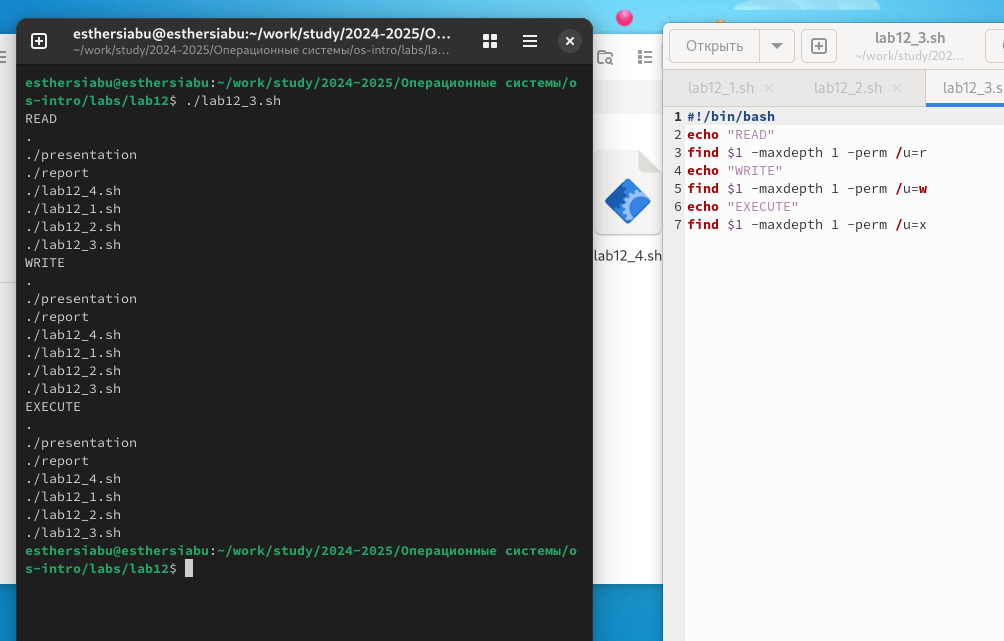 esthersiabu@esthersiabu:~/work/study/2024-2025/О...
~/work/study/2024-2025/Операционные системы/os-intro/labs/la...
esthersiabu@esthersiabu:~/work/study/2024-2025/Операционные системы/o
s-intro/labs/lab12$ ./lab12_3.sh
READ
.
./presentation
./report
./lab12_4.sh
./lab12_1.sh
./lab12_2.sh
./lab12_3.sh
WRITE
.
./presentation
./report
./lab12_4.sh
./lab12_1.sh
./lab12_2.sh
./lab12_3.sh
EXECUTE
.
./presentation
./report
./lab12_4.sh
./lab12_1.sh
./lab12_2.sh
./lab12_3.sh
esthersiabu@esthersiabu:~/work/study/2024-2025/Операционные системы/o
s-intro/labs/lab12$
lab12_4.sh
Открыть
lab12_3.sh
~/work/study/202...
lab12_1.sh
lab12_2.sh
lab12_3.s
1 #!/bin/bash
2 echo "READ"
3 find $1 -maxdepth 1 -perm /u=r
4 echo "WRITE"
5 find $1 -maxdepth 1 -perm /u=w
6 echo "EXECUTE"
7 find $1 -maxdepth 1 -perm /u=x